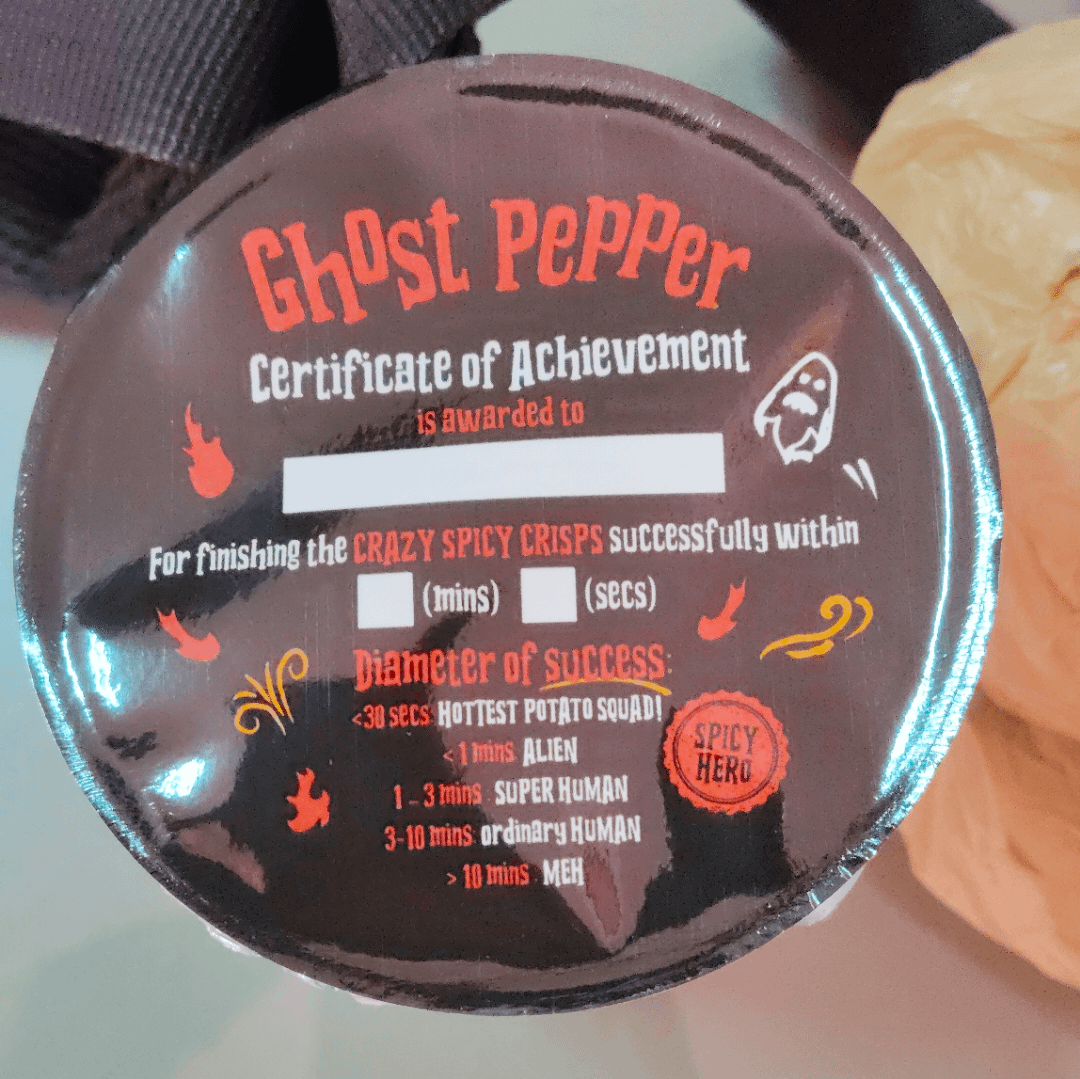 Ghost Pepper
Certificate of Achievement
is awarded to
For finishing the CRAZY SPICY CRISPS successfully within
(mins) (secs)
Diameter of success:
<30 secs: HOTTEST POTATO SQUAD!
<1 mins: ALIEN
1-3 mins: SUPER HUMAN
3-10 mins: ordinary HUMAN
>10 mins: MEH
SPICY
HERO